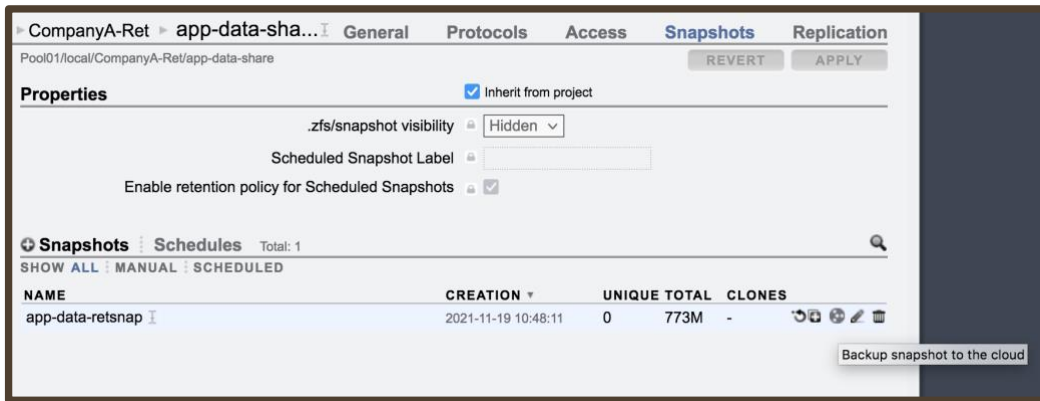 CompanyA-Ret app-data-sha... General Protocols Access Snapshots Replication
Pool01/local/CompanyA-Ret/app-data-share REVERT APPLY
Properties Inherit from project
.zfs/snapshot visibility Hidden
Scheduled Snapshot Label
Enable retention policy for Scheduled Snapshots
Snapshots Schedules Total: 1
SHOW ALL MANUAL SCHEDULED
NAME CREATION UNIQUE TOTAL CLONES
app-data-retsnap 2021-11-19 10:48:11 0 773M -
Backup snapshot to the cloud